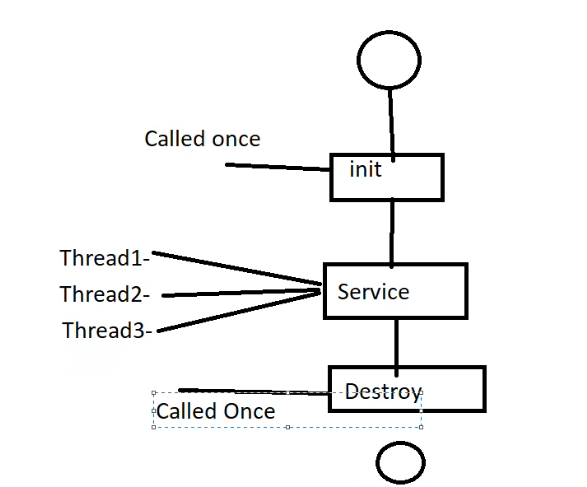 Called once
init
Thread1-
Thread2-
Service
Thread3-
Destroy
Called Once